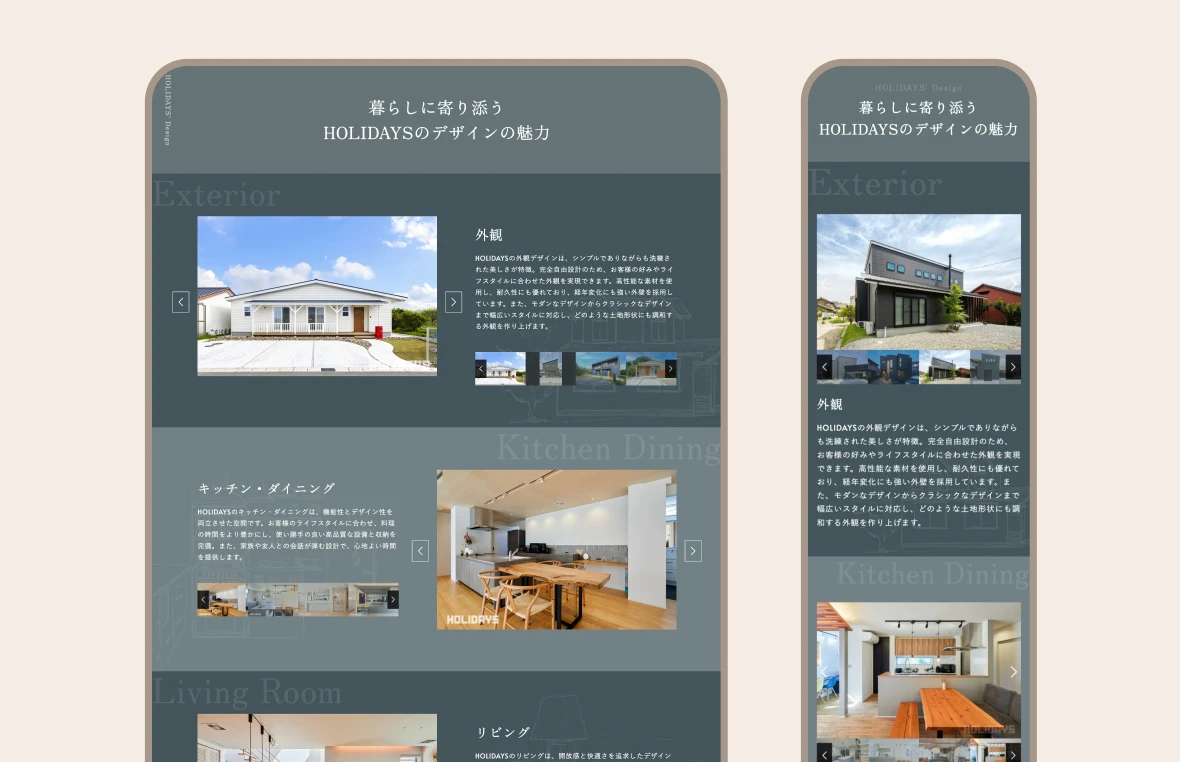 HOLIDAYS' Design
暮らしに寄り添う
HOLIDAYSのデザインの魅力
Exterior
外観
HOLIDAYSの外観デザインは、シンプルでありながらも洗練さ
れた美しさが特徴。完全自由設計のため、お客様の好みやライ
フスタイルに合わせた外観を実現できます。高性能な素材を使
用し、耐久性にも優れており、経年変化にも強い外壁を採用し
ています。また、モダンなデザインからクラシックなデザイン
まで幅広いスタイルに対応し、どのような土地形状にも調和す
る外観を作り上げます。
Kitchen Dining
キッチン・ダイニング
HOLIDAYSのキッチン・ダイニングは、機能性とデザイン性を
両立させた空間です。お客様のライフスタイルに合わせ、料理
の時間をより豊かにし、使い勝手の良い高品質な設備と収納を
完備。また、家族や友人との会話が弾む設計で、心地よい時間
を提供します。
HOLIDAYS
Living Room
リビング
HOLIDAYSのリビングは、開放感と快適さを追求したデザイン
HOLIDAYS' Design
暮らしに寄り添う
HOLIDAYSのデザインの魅力
Exterior
外観
HOLIDAYSの外観デザインは、シンプルでありながら
も洗練された美しさが特徴。完全自由設計のため、
お客様の好みやライフスタイルに合わせた外観を実現
できます。高性能な素材を使用し、耐久性にも優れて
おり、経年変化にも強い外壁を採用しています。ま
た、モダンなデザインからクラシックなデザインまで
幅広いスタイルに対応し、どのような土地形状にも調
和する外観を作り上げます。
Kitchen Dining
HOLIDAYS